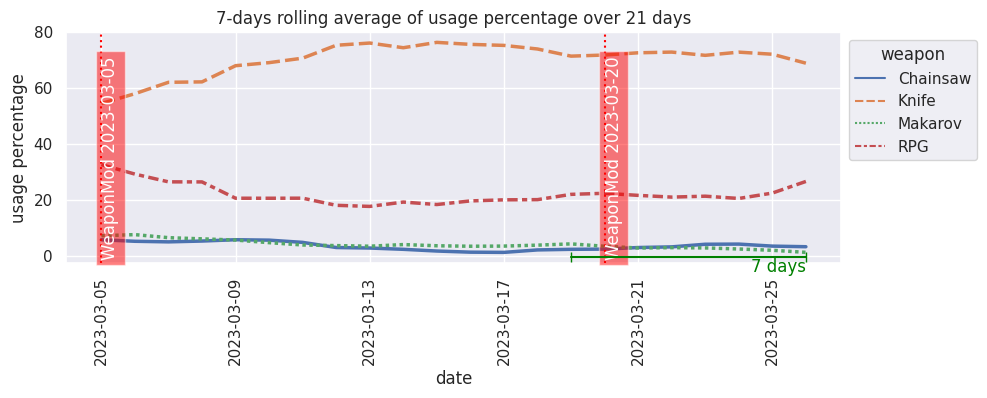 7-days rolling average of usage percentage over 21 days
usage percentage
80
60
40
20
0
WeaponMod 2023-03-05
WeaponMod 2023-03-20
7 days
2023-03-05
2023-03-09
2023-03-13
2023-03-17
2023-03-21
2023-03-25
date
weapon
Chainsaw
Knife
Makarov
RPG